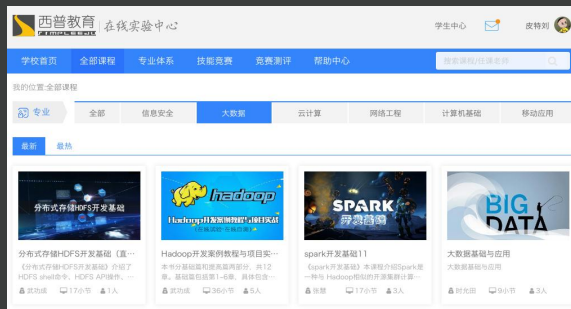 西普教育 在线实验中心
SIMPLEEDU
学生中心 皮特刘
学校首页 全部课程 专业体系 技能竞赛 竞赛测评 帮助中心 搜索课程/任课老师
我的位置:全部课程
专业 全部 信息安全 大数据 云计算 网络工程 计算机基础 移动应用
最新 最热
分布式存储HDFS开发基础
hadoop
Hadoop开发案例教程与项目实战
SPARK
开发基础
BIG
DATA
分布式存储HDFS开发基础（直…
《分布式存储HDFS开发基础》介绍了
HDFS shell命令、HDFS API操作、…
武功成 17小节 1人
Hadoop开发案例教程与项目实…
本书分基础篇和提高篇两部分，共12
章。基础篇包括第1~6章，具体包含…
武功成 36小节 5人
spark开发基础11
《spark开发基础》本课程介绍Spark是
一种与 Hadoop相似的开源集群计算…
张慧 17小节 3人
大数据基础与应用
大数据基础与应用
时允田 9小节 3人